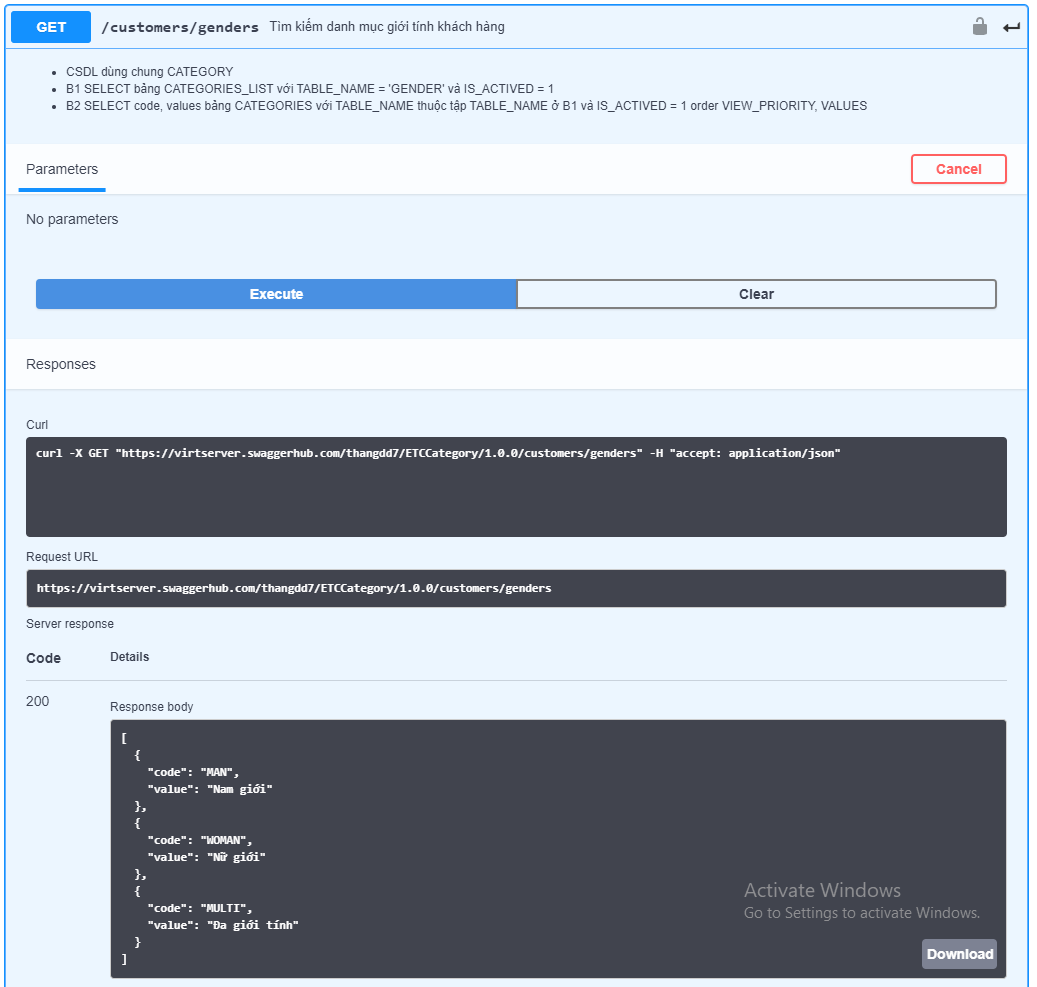 GET /customers/genders Tìm kiếm danh mục giới tính khách hàng
CSDL dùng chung CATEGORY
B1 SELECT bảng CATEGORIES_LIST với TABLE_NAME = 'GENDER' và IS_ACTIVED = 1
B2 SELECT code, values bảng CATEGORIES với TABLE_NAME thuộc tập TABLE_NAME ở B1 và IS_ACTIVED = 1 order VIEW_PRIORITY, VALUES
Parameters Cancel
No parameters
Execute Clear
Responses
Curl
curl -X GET "https://virtserver.swaggerhub.com/thangdd7/ETCCategory/1.0.0/customers/genders" -H "accept: application/json"
Request URL
https://virtserver.swaggerhub.com/thangdd7/ETCCategory/1.0.0/customers/genders
Server response
Code Details
200
Response body
[
  {
    "code": "MAN",
    "value": "Nam giới"
  },
  {
    "code": "WOMAN",
    "value": "Nữ giới"
  },
  {
    "code": "MULTI",
    "value": "Đa giới tính"
  }
]
Activate Windows
Go to Settings to activate Windows.
Download